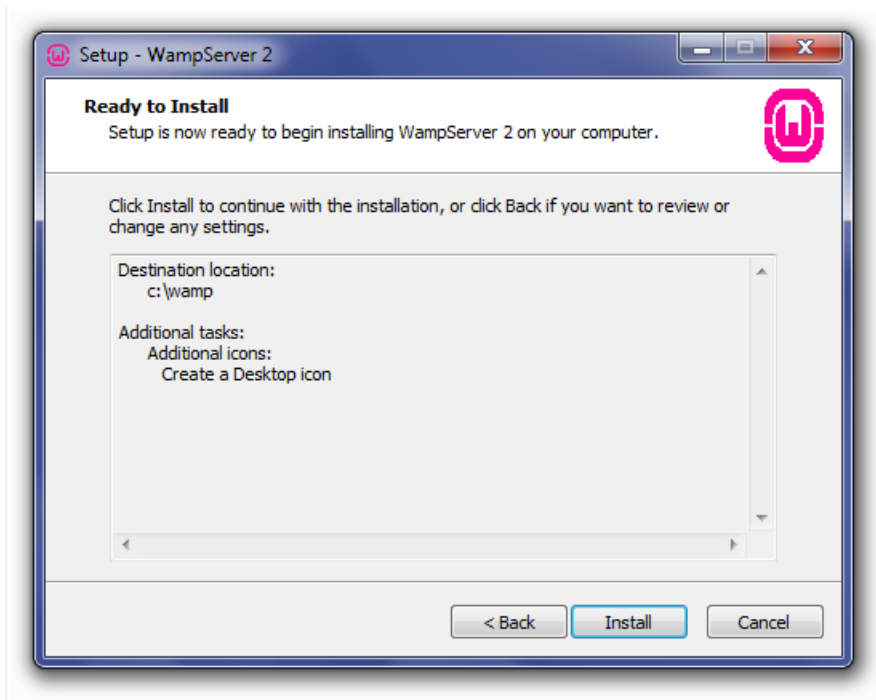 Setup - WampServer 2
Ready to Install
Setup is now ready to begin installing WampServer 2 on your computer.
Click Install to continue with the installation, or click Back if you want to review or
change any settings.
Destination location:
c:\wamp
Additional tasks:
Additional icons:
Create a Desktop icon
< Back
Install
Cancel